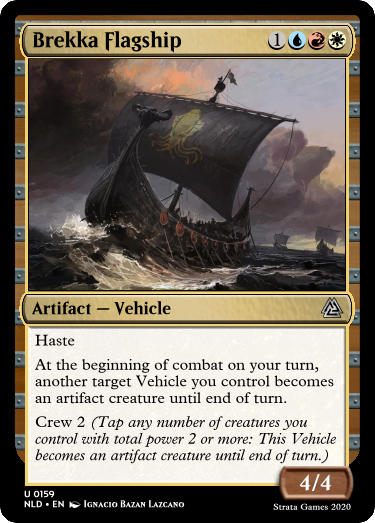 Brekka Flagship 1
Artifact — Vehicle
Haste
At the beginning of combat on your turn,
another target Vehicle you control becomes
an artifact creature until end of turn.
Crew 2 (Tap any number of creatures you
control with total power 2 or more: This Vehicle
becomes an artifact creature until end of turn.)
4/4
U 0159
NLD • EN Ignacio Bazan Lazcano
Strata Games 2020